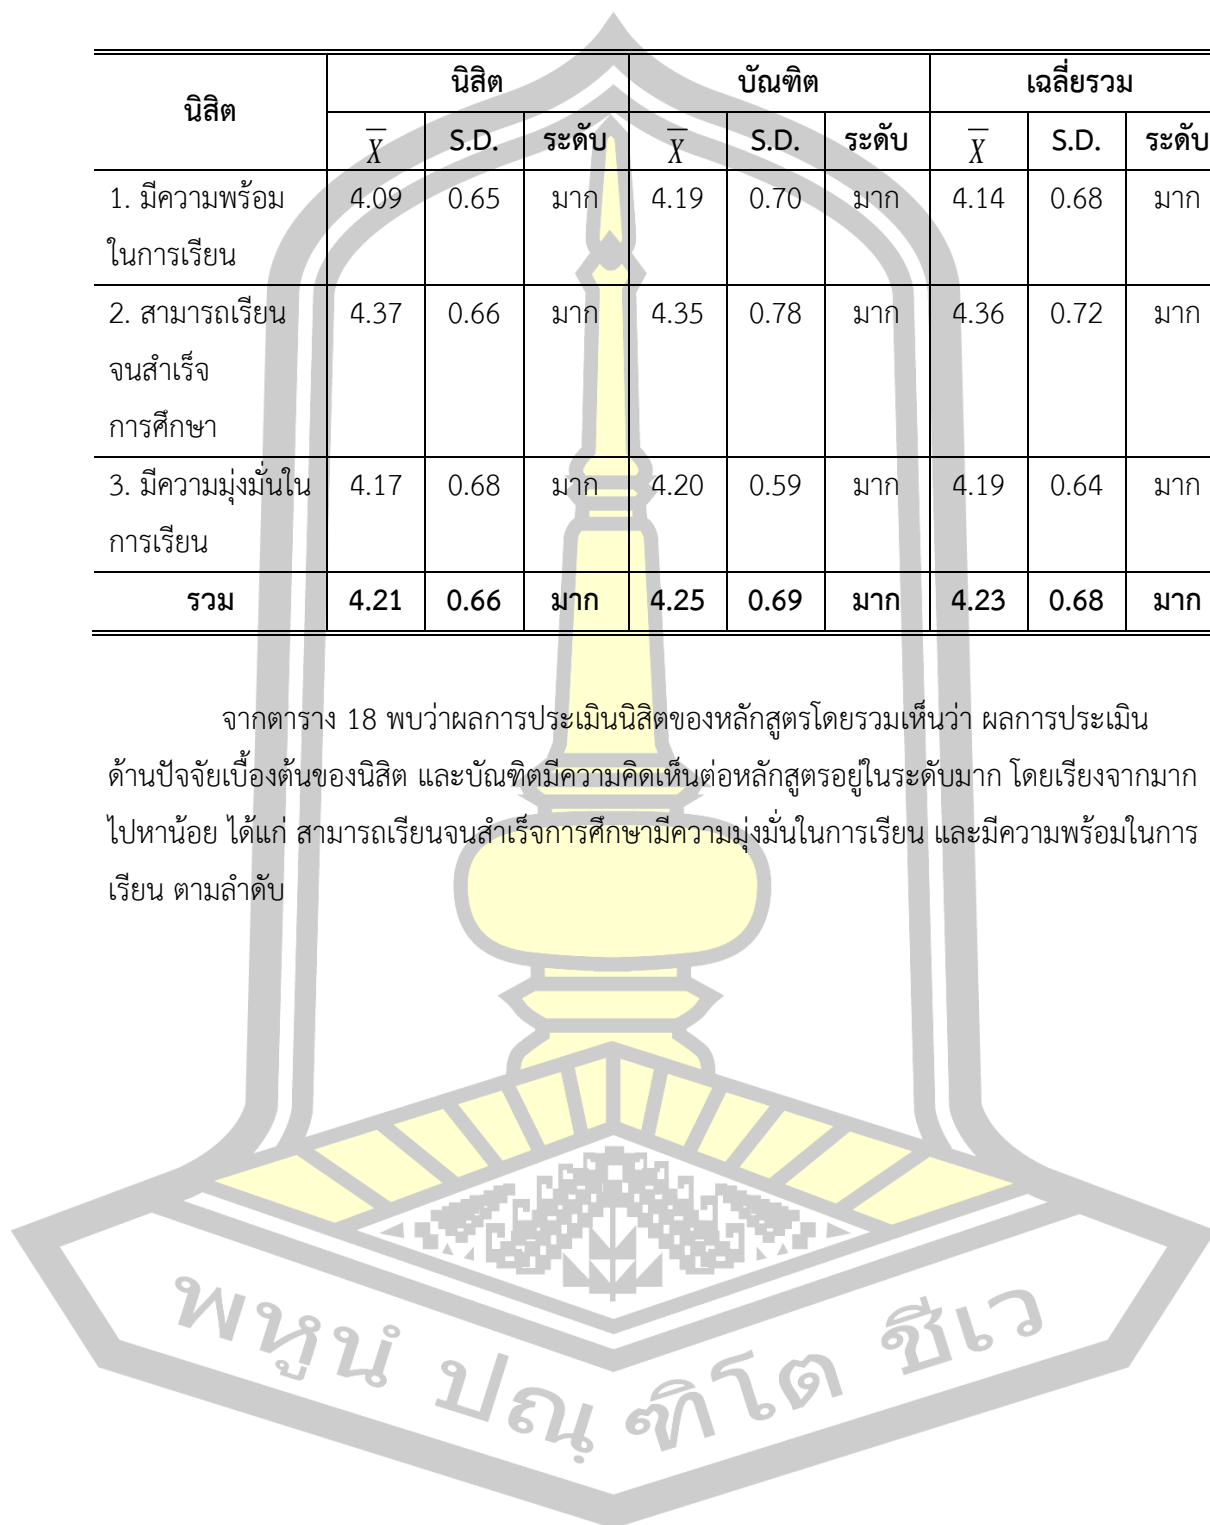 นิสิต นิสิต บัณฑิต เฉลี่ยรวม
X̄ S.D. ระดับ X̄ S.D. ระดับ X̄ S.D. ระดับ
1. มีความพร้อม 4.09 0.65 มาก 4.19 0.70 มาก 4.14 0.68 มาก
ในการเรียน
2. สามารถเรียน 4.37 0.66 มาก 4.35 0.78 มาก 4.36 0.72 มาก
จนสำเร็จ
การศึกษา
3. มีความมุ่งมั่นใน 4.17 0.68 มาก 4.20 0.59 มาก 4.19 0.64 มาก
การเรียน
รวม 4.21 0.66 มาก 4.25 0.69 มาก 4.23 0.68 มาก
จากตาราง 18 พบว่าผลการประเมินนิสิตของหลักสูตรโดยรวมเห็นว่า ผลการประเมิน
ด้านปัจจัยเบื้องต้นของนิสิต และบัณฑิตมีความคิดเห็นต่อหลักสูตรอยู่ในระดับมาก โดยเรียงจากมาก
ไปหาน้อย ได้แก่ สามารถเรียนจนสำเร็จการศึกษามีความมุ่งมั่นในการเรียน และมีความพร้อมในการ
เรียน ตามลำดับ
พหูนํ ปณฺ ฑิโต ชีเว